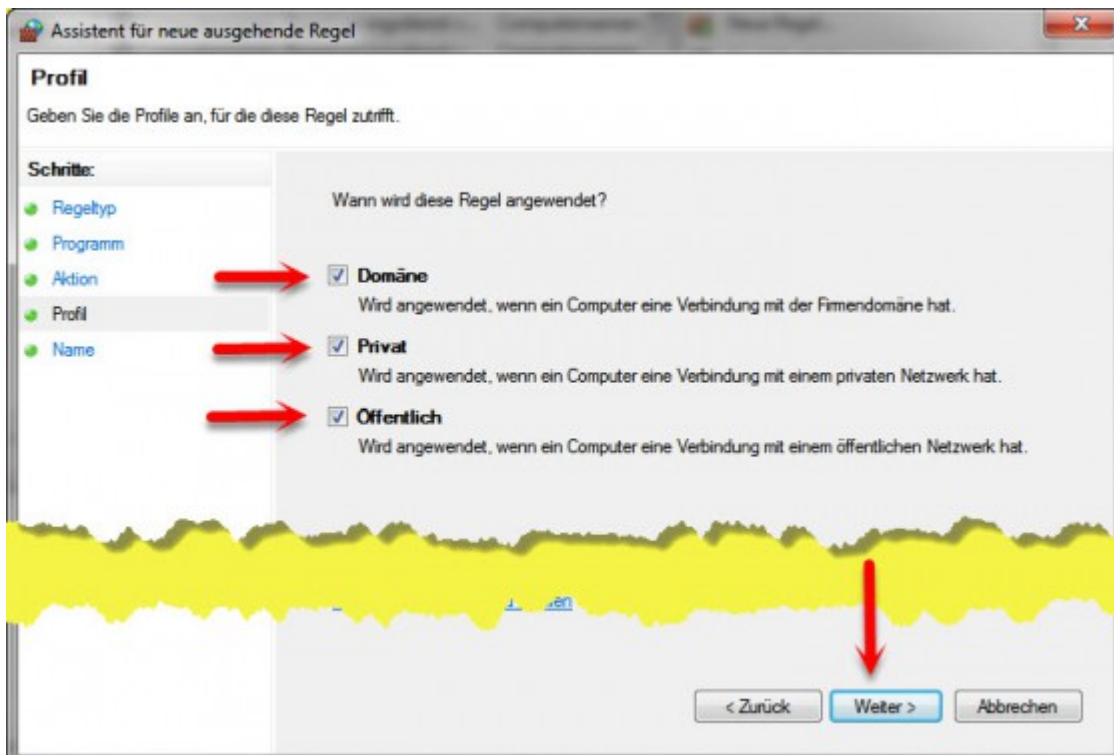 Assistent für neue ausgehende Regel
Neue Regel...
Profil
Geben Sie die Profile an, für die diese Regel zutrifft.
Schritte:
Regeltyp
Programm
Aktion
Profil
Name
Wann wird diese Regel angewendet?
Domäne
Wird angewendet, wenn ein Computer eine Verbindung mit der Firmendomäne hat.
Privat
Wird angewendet, wenn ein Computer eine Verbindung mit einem privaten Netzwerk hat.
Öffentlich
Wird angewendet, wenn ein Computer eine Verbindung mit einem öffentlichen Netzwerk hat.
< Zurück
Weiter >
Abbrechen